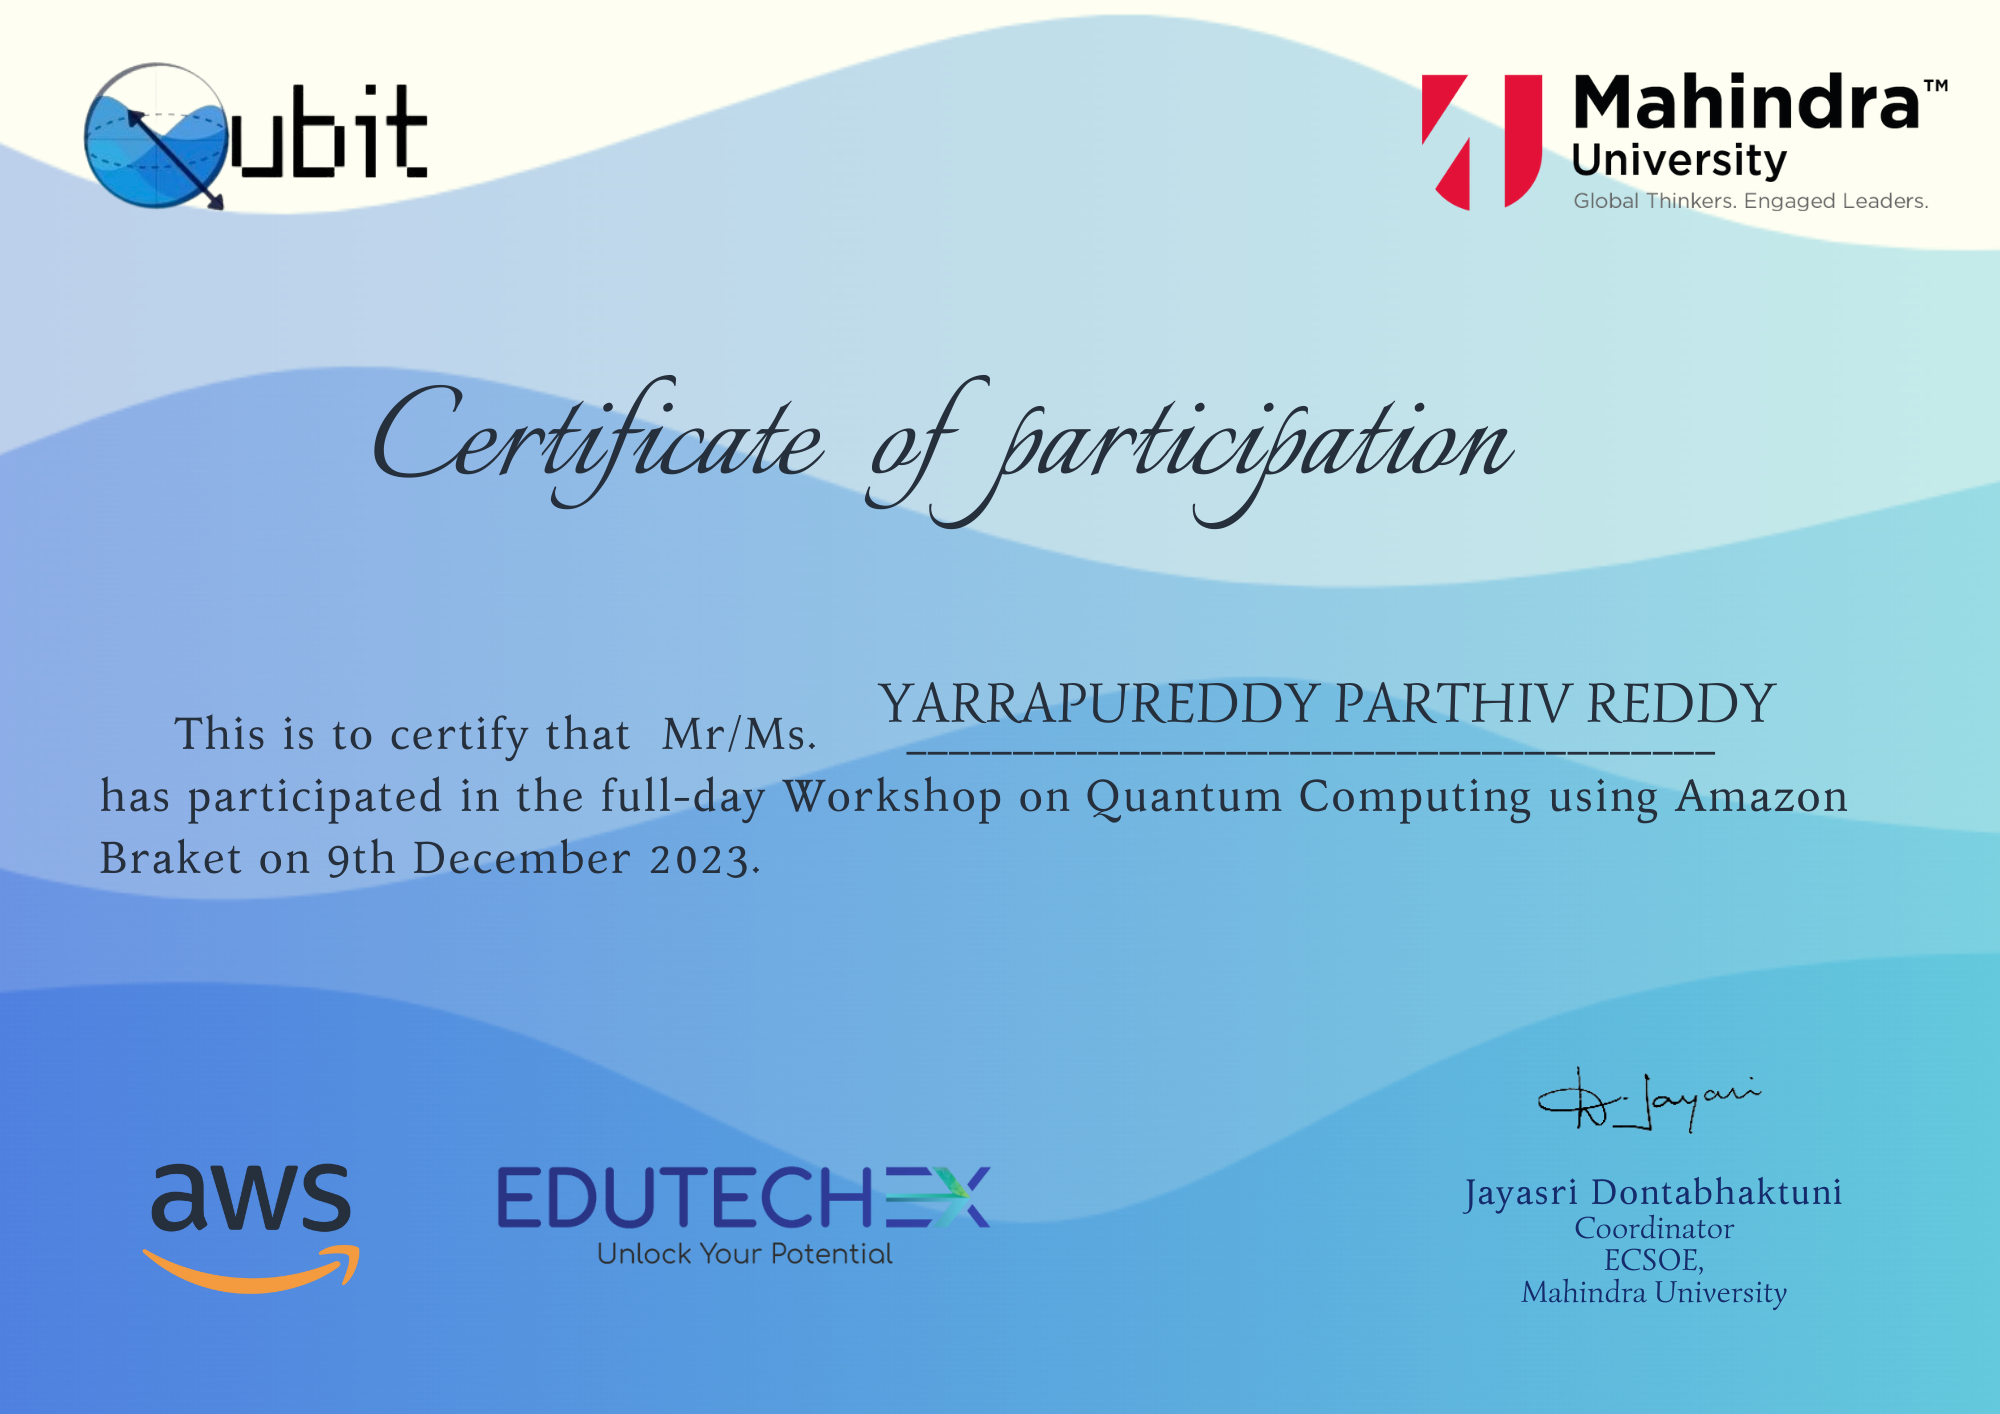 Qubit
Mahindra™
University
Global Thinkers. Engaged Leaders.
Certificate of participation
This is to certify that Mr/Ms. YARRAPUREDDY PARTHIV REDDY
has participated in the full-day Workshop on Quantum Computing using Amazon
Braket on 9th December 2023.
D. Jayasri
aws
EDUTECHEX
Unlock Your Potential
Jayasri Dontabhaktuni
Coordinator
ECSOE,
Mahindra University